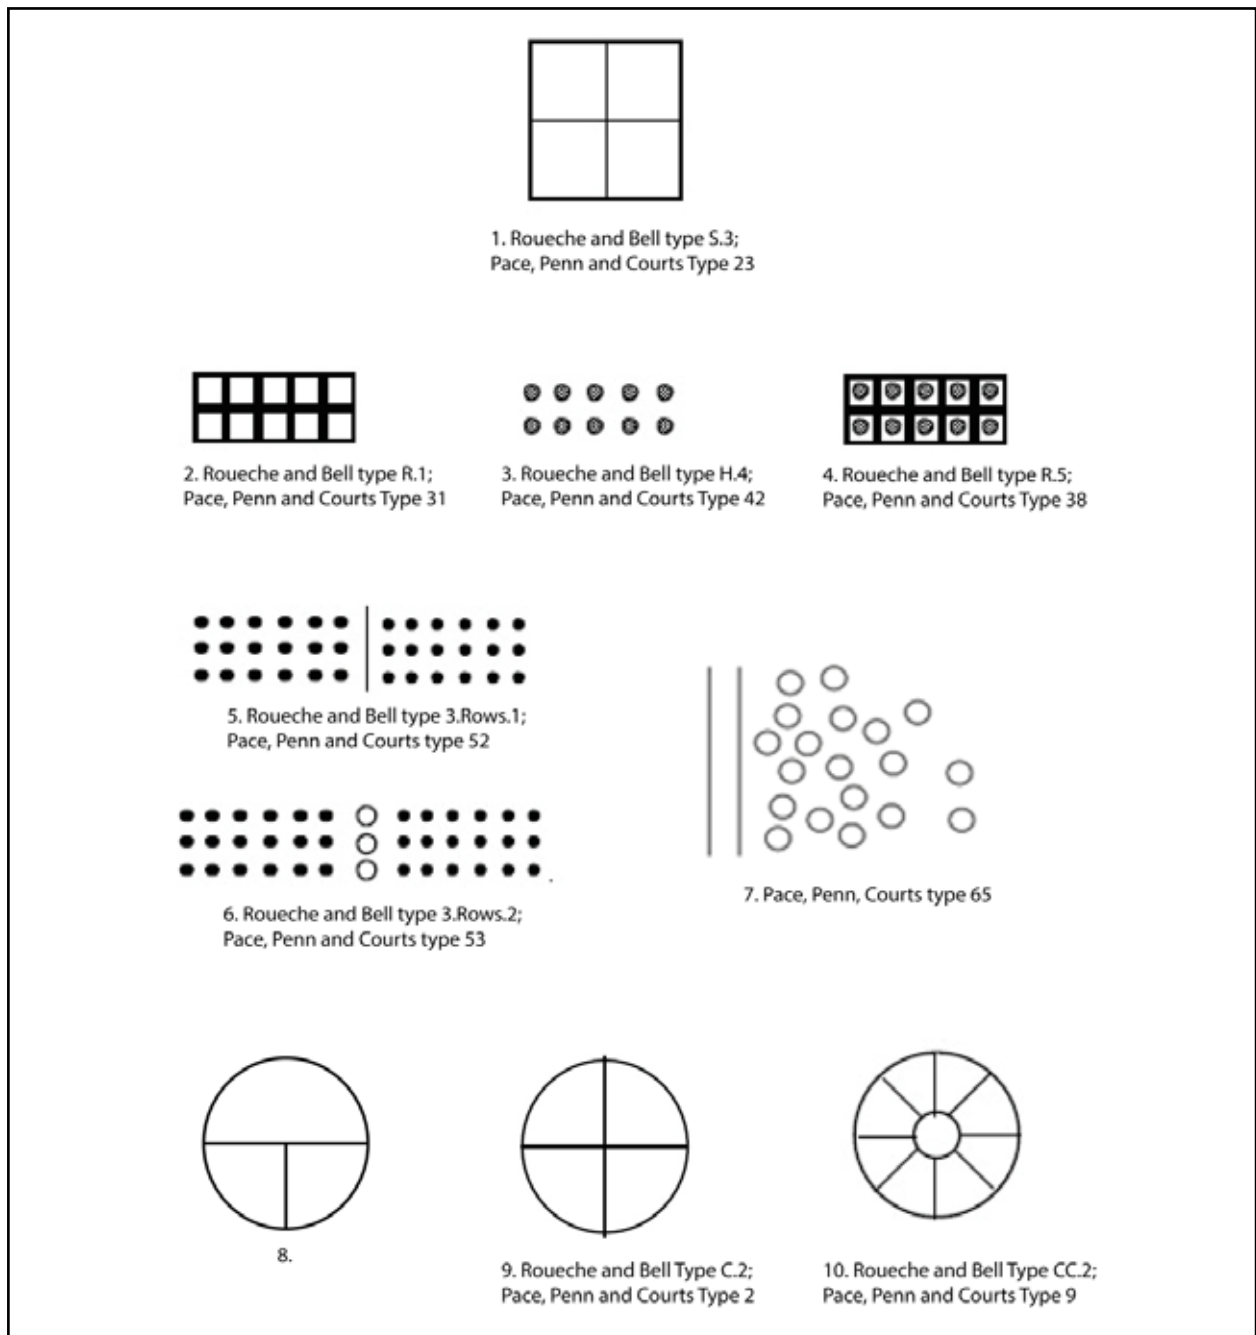 1. Roueche and Bell type S.3;
Pace, Penn and Courts Type 23
2. Roueche and Bell type R.1;
Pace, Penn and Courts Type 31
3. Roueche and Bell type H.4;
Pace, Penn and Courts Type 42
4. Roueche and Bell type R.5;
Pace, Penn and Courts Type 38
5. Roueche and Bell type 3.Rows.1;
Pace, Penn and Courts type 52
6. Roueche and Bell type 3.Rows.2;
Pace, Penn and Courts type 53
7. Pace, Penn, Courts type 65
8.
9. Roueche and Bell Type C.2;
Pace, Penn and Courts Type 2
10. Roueche and Bell Type CC.2;
Pace, Penn and Courts Type 9